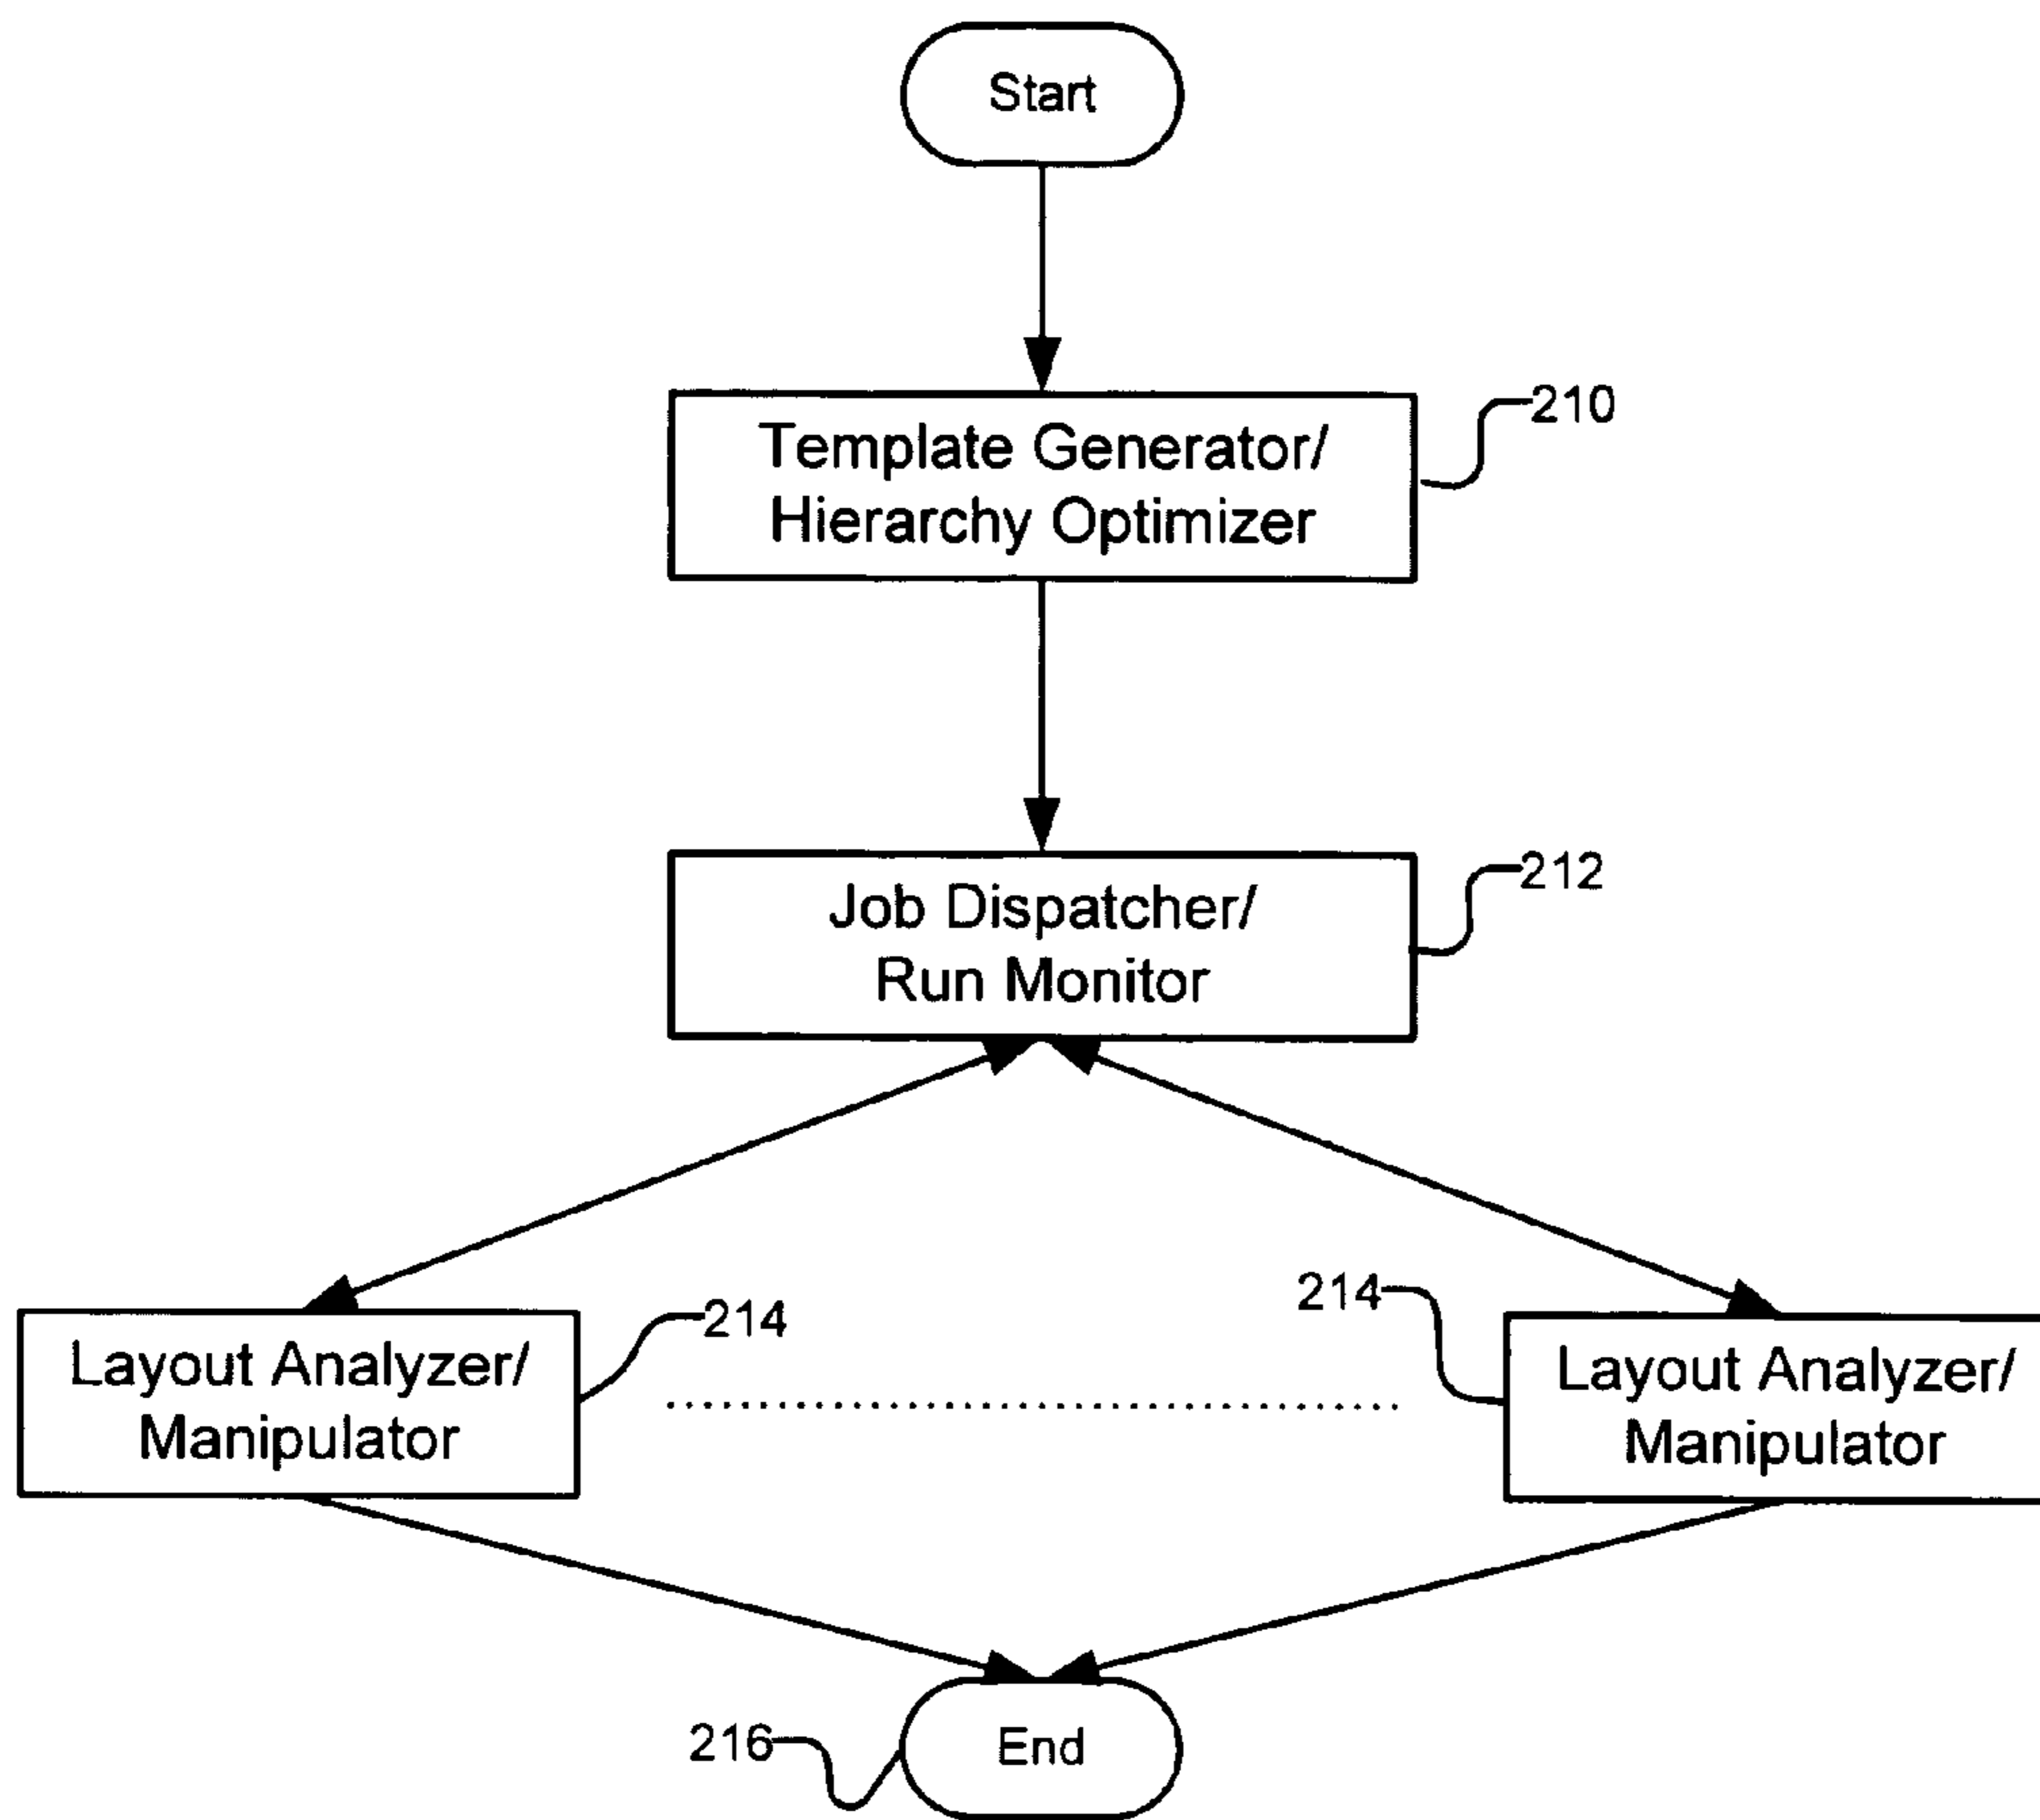 Start
210
Template Generator/
Hierarchy Optimizer
212
Job Dispatcher/
Run Monitor
214
Layout Analyzer/
Manipulator
214
Layout Analyzer/
Manipulator
216
End